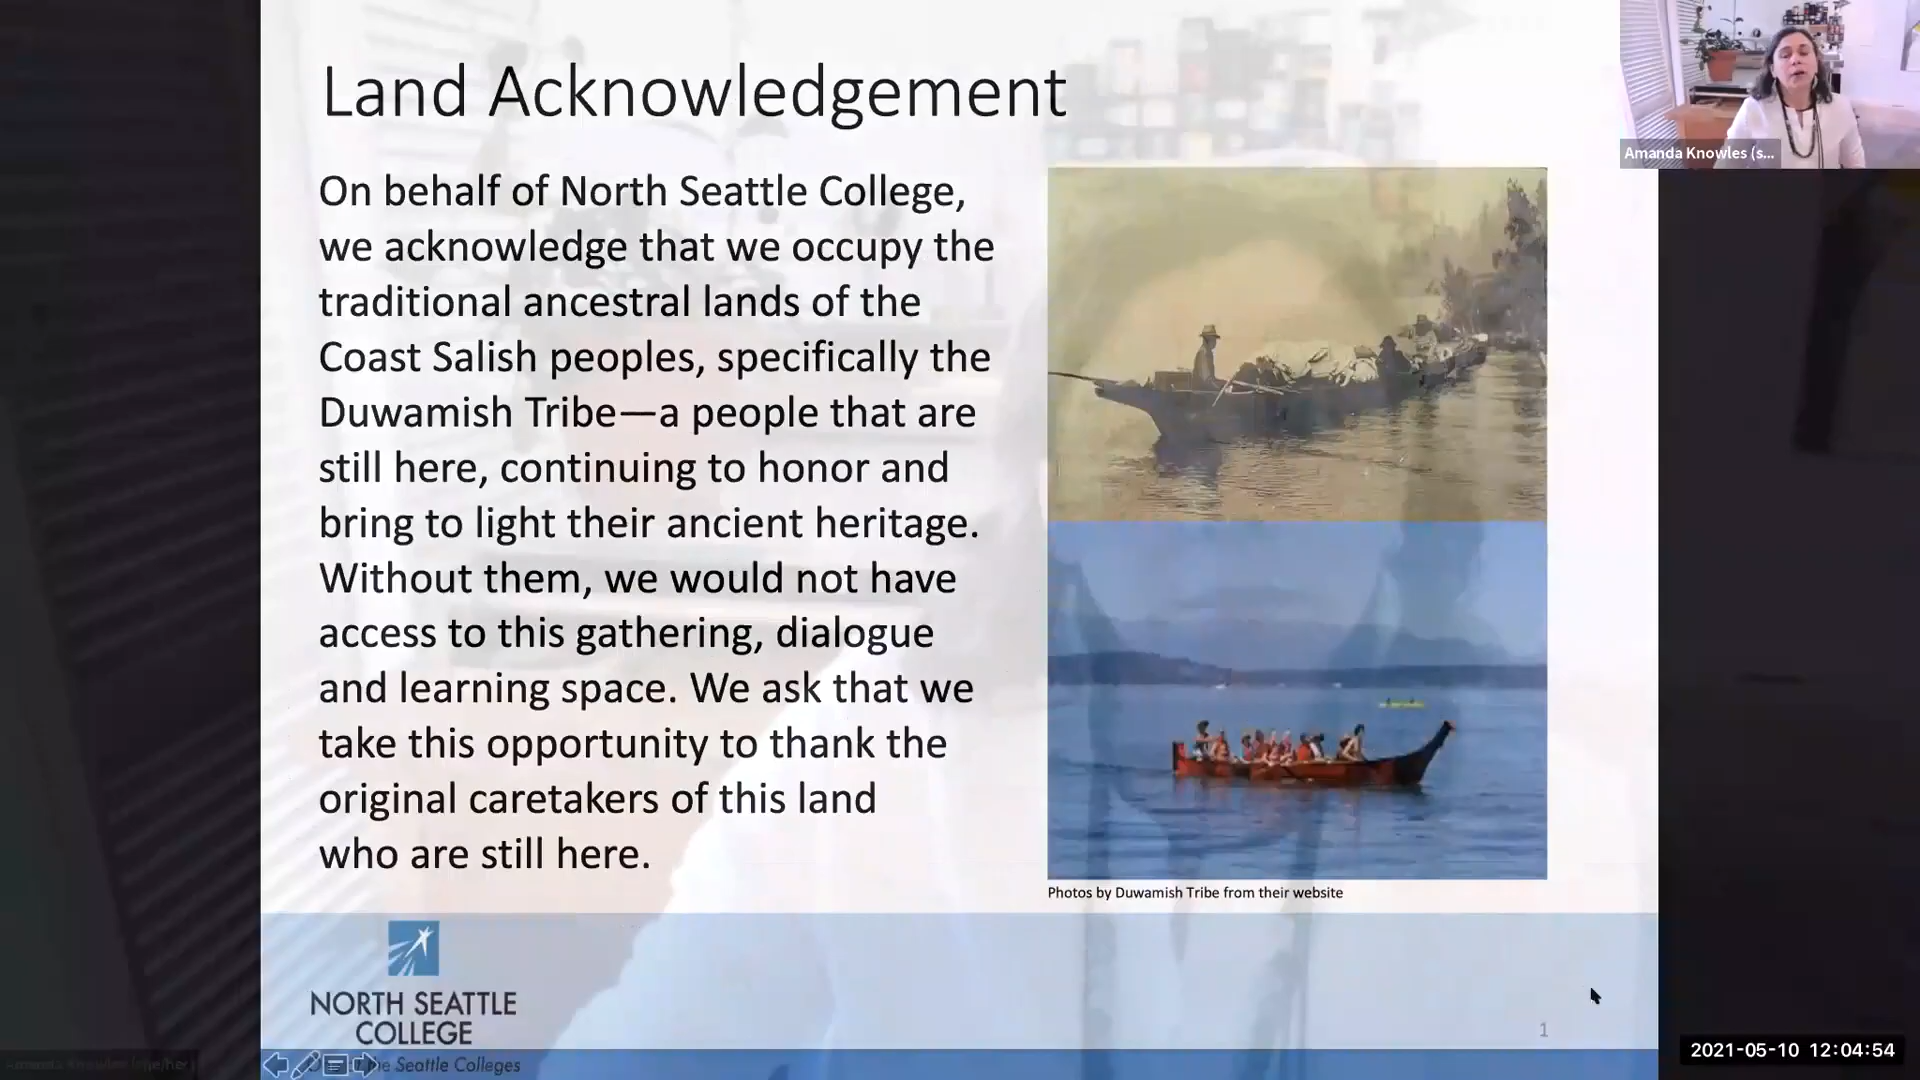 Land Acknowledgement
On behalf of North Seattle College,
we acknowledge that we occupy the
traditional ancestral lands of the
Coast Salish peoples, specifically the
Duwamish Tribe—a people that are
still here, continuing to honor and
bring to light their ancient heritage.
Without them, we would not have
access to this gathering, dialogue
and learning space. We ask that we
take this opportunity to thank the
original caretakers of this land
who are still here.
Photos by Duwamish Tribe from their website
NORTH SEATTLE
COLLEGE
the Seattle Colleges
1
Amanda Knowles (s...
Amanda Knowles (she/her)
2021-05-10 12:04:54